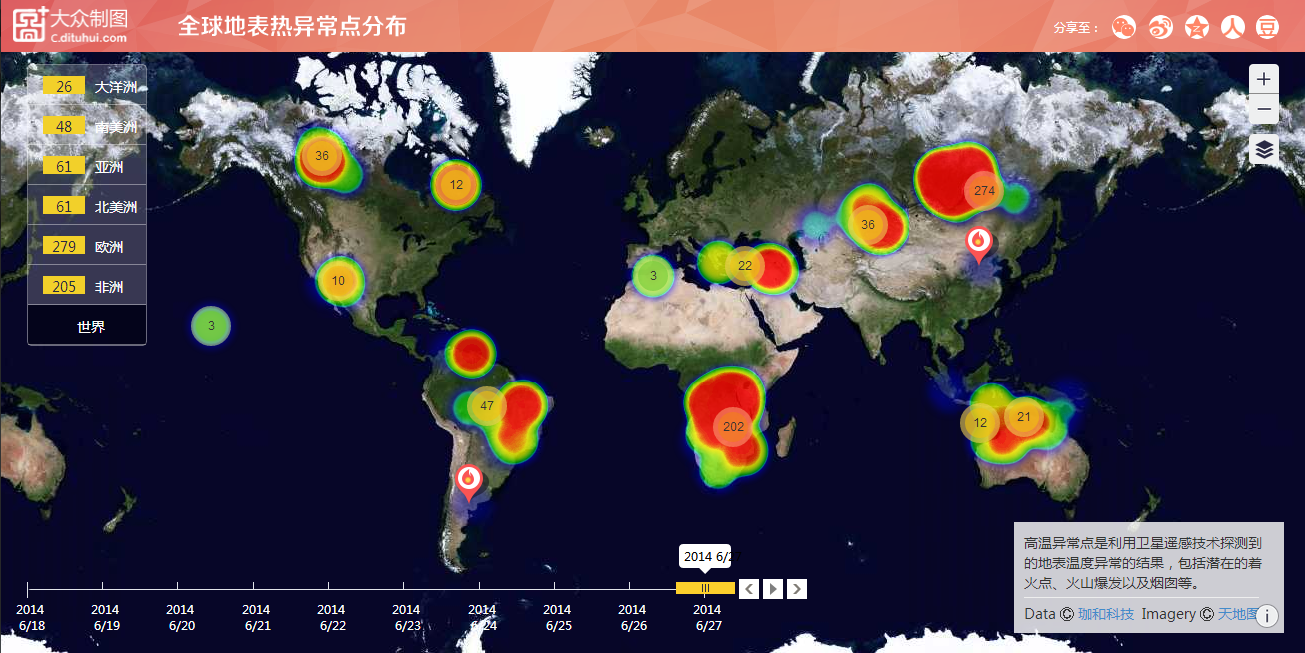 大众制图
C.dituhui.com
全球地表热异常点分布
分享至：
26 大洋洲
48 南美洲
61 亚洲
61 北美洲
279 欧洲
205 非洲
世界
36
12
274
36
22
3
10
3
47
202
12
21
2014 6/2
2014 6/18
2014 6/19
2014 6/20
2014 6/21
2014 6/22
2014 6/23
2014 6/24
2014 6/25
2014 6/26
2014 6/27
高温异常点是利用卫星遥感技术探测到
的地表温度异常的结果，包括潜在的着
火点、火山爆发以及烟囱等。
Data © 珈和科技 Imagery © 天地图